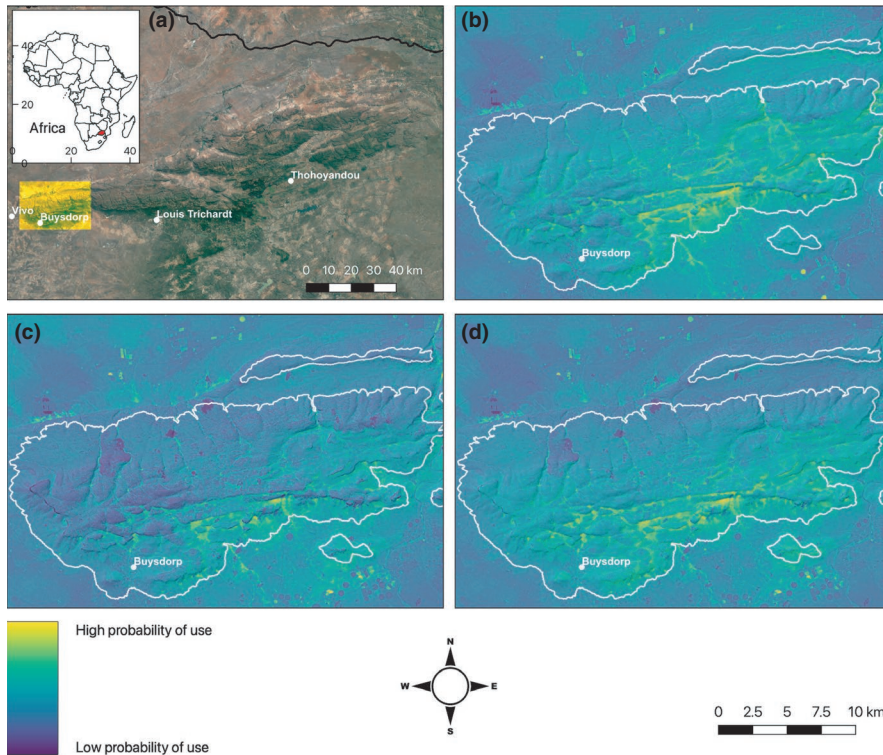 (a)
40
20
0
Africa
0 20 40
Thohoyandou
Vivo
Buysdorp
Louis Trichardt
0 10 20 30 40 km
(b)
Buysdorp
(c)
Buysdorp
(d)
Buysdorp
High probability of use
Low probability of use
N
W E
S
0 2.5 5 7.5 10 km